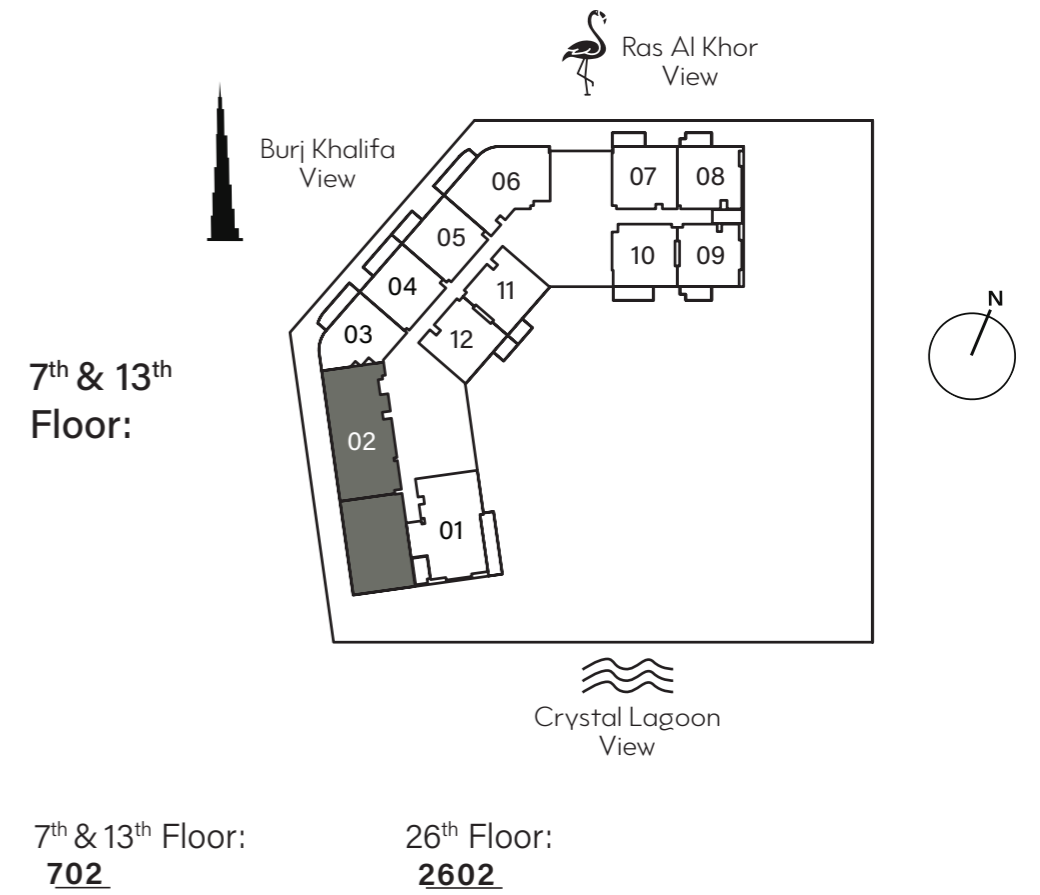 Ras Al Khor
View
Burj Khalifa
View
06
07
08
05
10
09
04
11
N
03
12
7th & 13th
Floor:
02
01
Crystal Lagoon
View
7th & 13th Floor:
26th Floor:
702
2602